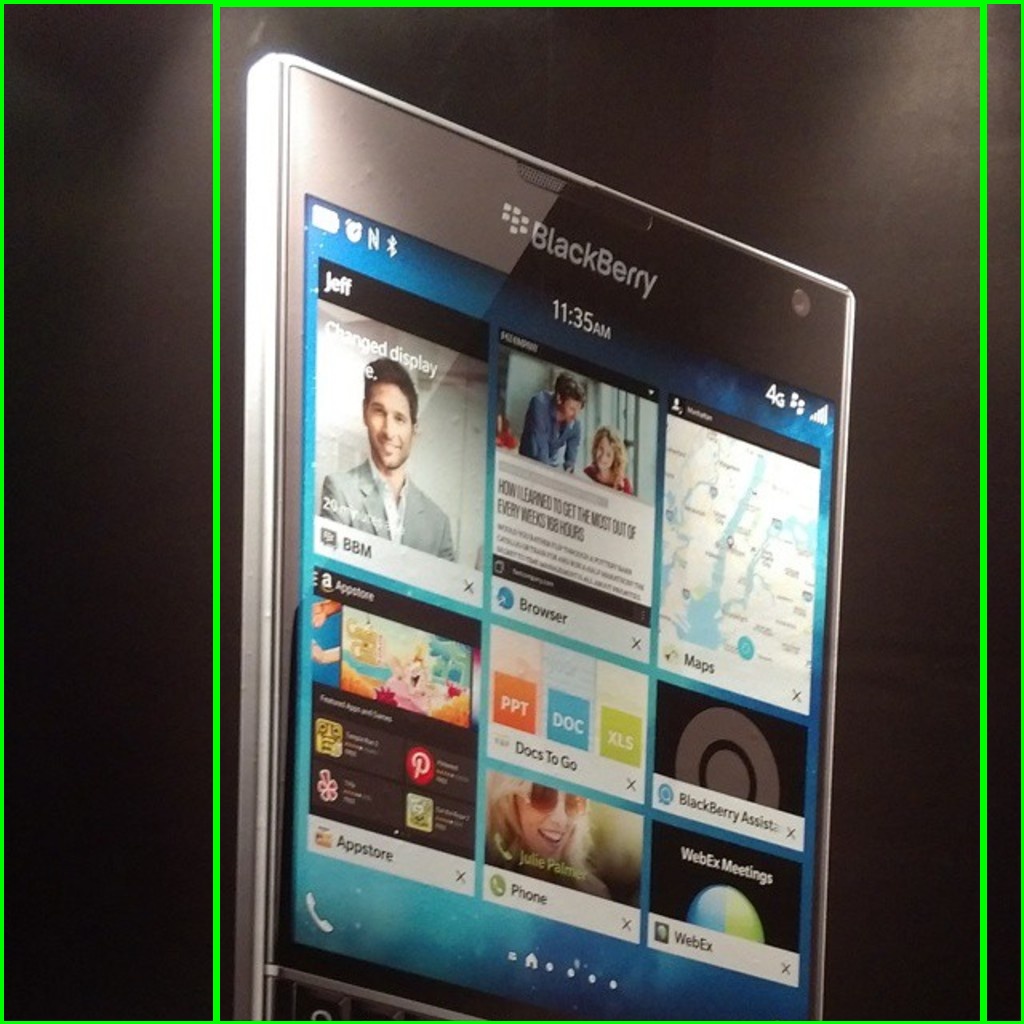 BlackBerry
11:35AM
4G
Jeff
Changed display
e.
BBM
HOW I LEARNED TO GET THE MOST OUT OF
EVERY WEEKS 168 HOURS
Browser
Manhattan
Maps
a Appstore
Featured Apps and Games
Appstore
PPT
DOC
XLS
Docs To Go
BlackBerry Assista
Julie Palmer
Phone
WebEx Meetings
WebEx